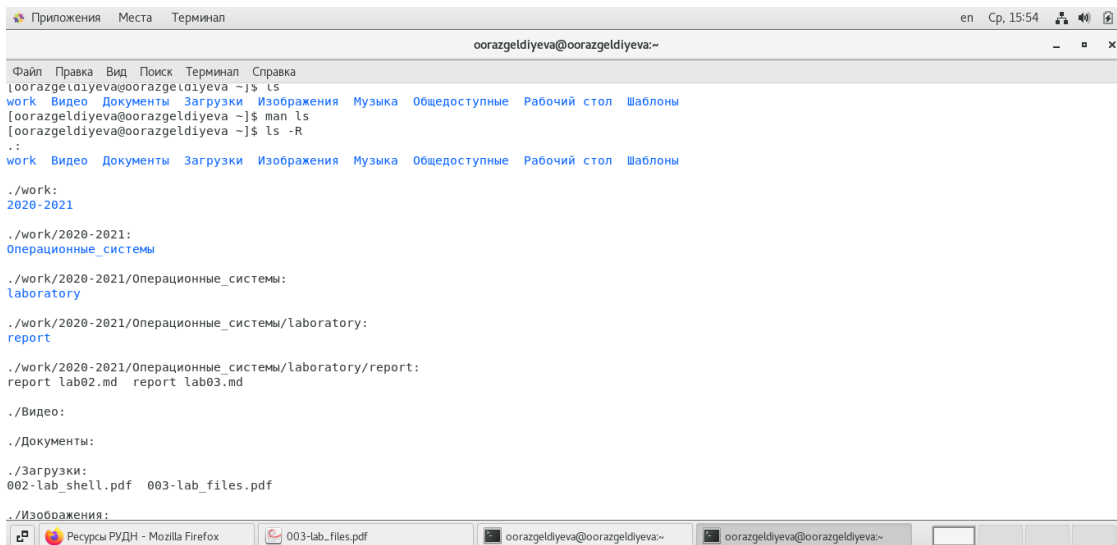 Приложения Места Терминал en Ср, 15:54
oorazgeldiyeva@oorazgeldiyeva:~
Файл Правка Вид Поиск Терминал Справка
[oorazgeldiyeva@oorazgeldiyeva ~]$ ls
work Видео Документы Загрузки Изображения Музыка Общедоступные Рабочий стол Шаблоны
[oorazgeldiyeva@oorazgeldiyeva ~]$ man ls
[oorazgeldiyeva@oorazgeldiyeva ~]$ ls -R
.:
work Видео Документы Загрузки Изображения Музыка Общедоступные Рабочий стол Шаблоны
./work:
2020-2021
./work/2020-2021:
Операционные_системы
./work/2020-2021/Операционные_системы:
laboratory
./work/2020-2021/Операционные_системы/laboratory:
report
./work/2020-2021/Операционные_системы/laboratory/report:
report lab02.md report lab03.md
./Видео:
./Документы:
./Загрузки:
002-lab_shell.pdf 003-lab_files.pdf
./Изображения:
Ресурсы РУДН - Mozilla Firefox 003-lab_files.pdf oorazgeldiyeva@oorazgeldiyeva:~ oorazgeldiyeva@oorazgeldiyeva:~